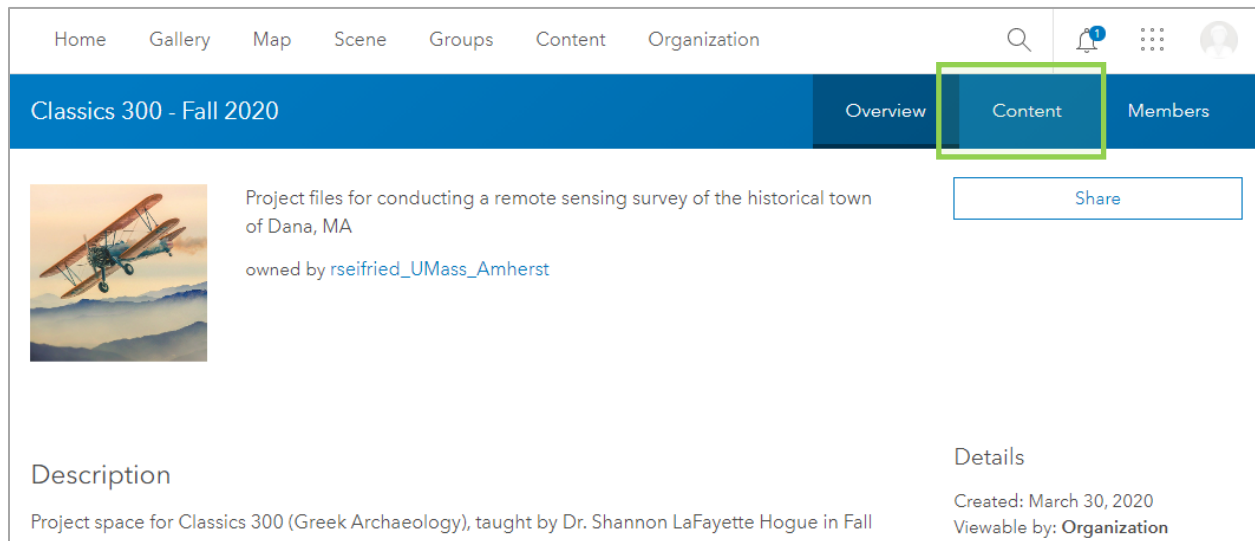 Home Gallery Map Scene Groups Content Organization 1
Classics 300 - Fall 2020 Overview Content Members
Project files for conducting a remote sensing survey of the historical town
of Dana, MA
owned by rseifried_UMass_Amherst
Share
Description
Project space for Classics 300 (Greek Archaeology), taught by Dr. Shannon LaFayette Hogue in Fall
Details
Created: March 30, 2020
Viewable by: Organization